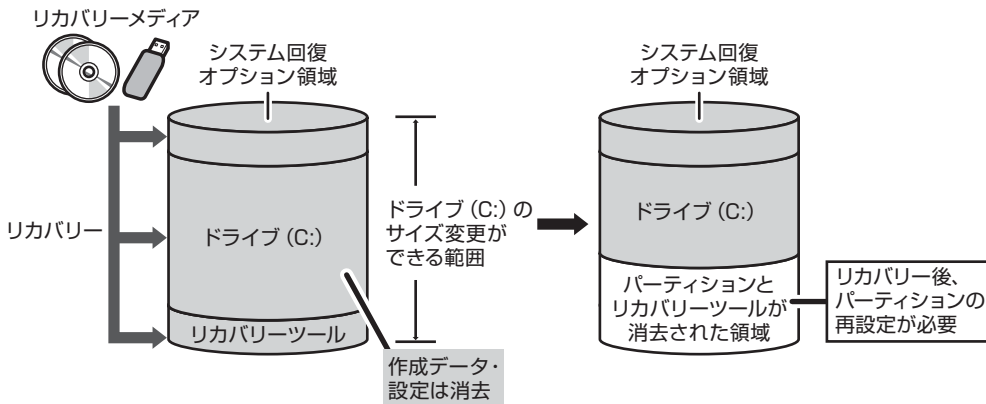 リカバリーメディア
システム回復
オプション領域
リカバリー
ドライブ(C:)
リカバリーツール
ドライブ(C:)の
サイズ変更が
できる範囲
作成データ・
設定は消去
システム回復
オプション領域
ドライブ(C:)
パーティションと
リカバリーツールが
消去された領域
リカバリー後、
パーティションの
再設定が必要